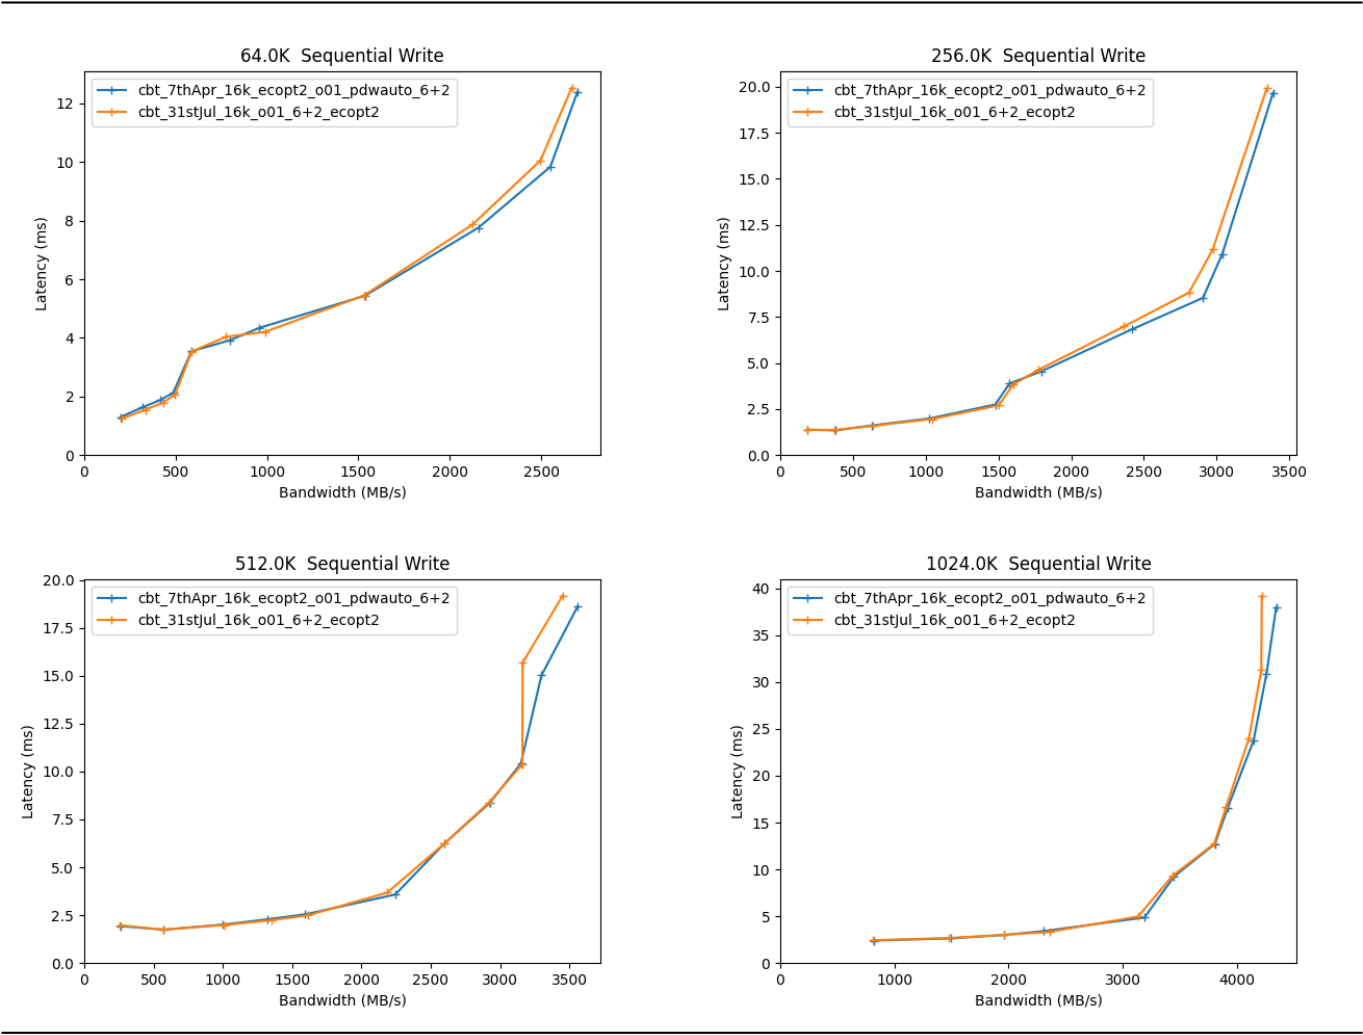 64.0K  Sequential Write
cbt_7thApr_16k_ecopt2_o01_pdwauto_6+2
cbt_31stJul_16k_o01_6+2_ecopt2
12
10
8
6
4
2
0
Latency (ms)
0 500 1000 1500 2000 2500
Bandwidth (MB/s)
256.0K  Sequential Write
cbt_7thApr_16k_ecopt2_o01_pdwauto_6+2
cbt_31stJul_16k_o01_6+2_ecopt2
20.0
17.5
15.0
12.5
10.0
7.5
5.0
2.5
0.0
Latency (ms)
0 500 1000 1500 2000 2500 3000 3500
Bandwidth (MB/s)
512.0K  Sequential Write
cbt_7thApr_16k_ecopt2_o01_pdwauto_6+2
cbt_31stJul_16k_o01_6+2_ecopt2
20.0
17.5
15.0
12.5
10.0
7.5
5.0
2.5
0.0
Latency (ms)
0 500 1000 1500 2000 2500 3000 3500
Bandwidth (MB/s)
1024.0K  Sequential Write
cbt_7thApr_16k_ecopt2_o01_pdwauto_6+2
cbt_31stJul_16k_o01_6+2_ecopt2
40
35
30
25
20
15
10
5
0
Latency (ms)
0 1000 2000 3000 4000
Bandwidth (MB/s)